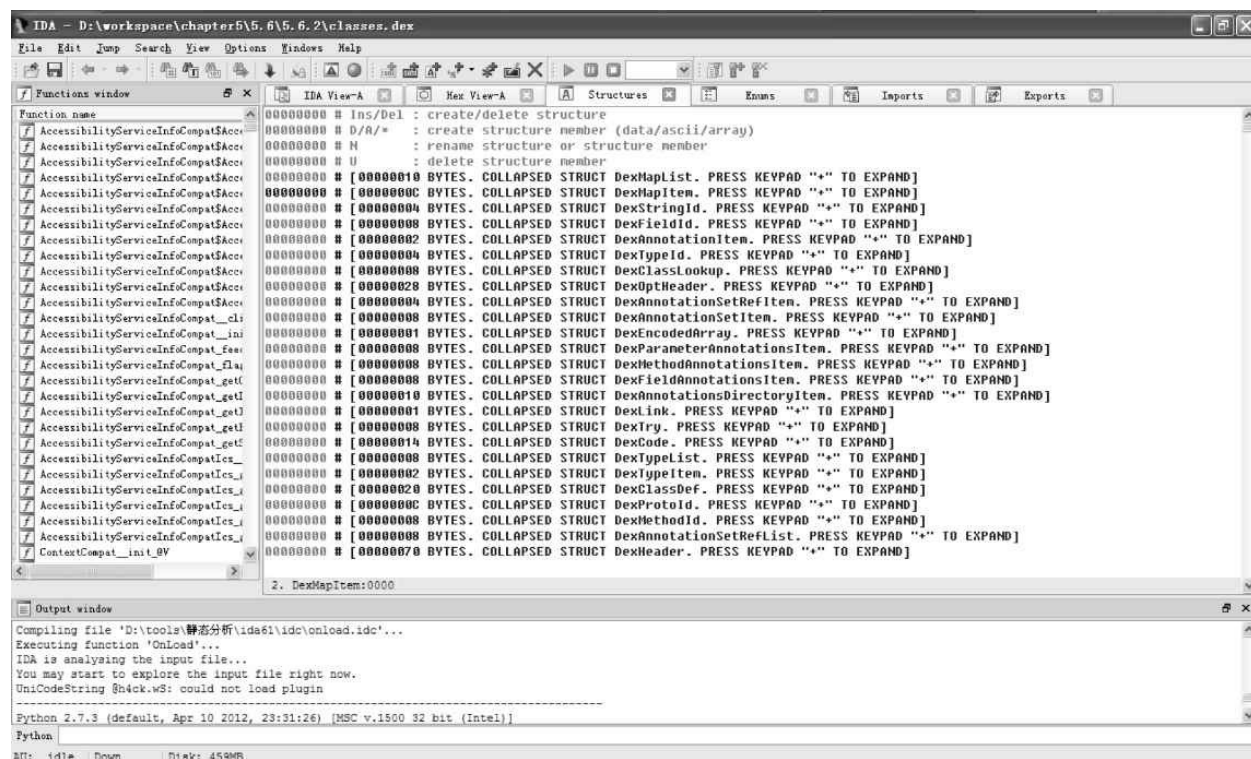 IDA - D:\workspace\chapter5\5.6\5.6.2\classes.dex
File Edit Jump Search View Options Windows Help
Functions window
IDA View-A Hex View-A Structures Enums Imports Exports
Function name
AccessibilityServiceInfoCompat$Acce
AccessibilityServiceInfoCompat$Acce
AccessibilityServiceInfoCompat$Acce
AccessibilityServiceInfoCompat$Acce
AccessibilityServiceInfoCompat$Acce
AccessibilityServiceInfoCompat$Acce
AccessibilityServiceInfoCompat$Acce
AccessibilityServiceInfoCompat$Acce
AccessibilityServiceInfoCompat$Acce
AccessibilityServiceInfoCompat$Acce
AccessibilityServiceInfoCompat$Acce
AccessibilityServiceInfoCompat$Acce
AccessibilityServiceInfoCompat__cli
AccessibilityServiceInfoCompat__ini
AccessibilityServiceInfoCompat_feed
AccessibilityServiceInfoCompat_flag
AccessibilityServiceInfoCompat_getC
AccessibilityServiceInfoCompat_getD
AccessibilityServiceInfoCompat_getI
AccessibilityServiceInfoCompat_getR
AccessibilityServiceInfoCompat_getS
AccessibilityServiceInfoCompatIcs__
AccessibilityServiceInfoCompatIcs_g
AccessibilityServiceInfoCompatIcs_g
AccessibilityServiceInfoCompatIcs_g
AccessibilityServiceInfoCompatIcs_g
AccessibilityServiceInfoCompatIcs_g
ContextCompat__init_@V
00000000 # Ins/Del : create/delete structure
00000000 # D/A/* : create structure member (data/ascii/array)
00000000 # N : rename structure or structure member
00000000 # U : delete structure member
00000000 # [00000010 BYTES. COLLAPSED STRUCT DexMapList. PRESS KEYPAD "+" TO EXPAND]
00000000 # [0000000C BYTES. COLLAPSED STRUCT DexMapItem. PRESS KEYPAD "+" TO EXPAND]
00000000 # [00000004 BYTES. COLLAPSED STRUCT DexStringId. PRESS KEYPAD "+" TO EXPAND]
00000000 # [00000008 BYTES. COLLAPSED STRUCT DexFieldId. PRESS KEYPAD "+" TO EXPAND]
00000000 # [00000002 BYTES. COLLAPSED STRUCT DexAnnotationItem. PRESS KEYPAD "+" TO EXPAND]
00000000 # [00000004 BYTES. COLLAPSED STRUCT DexTypeId. PRESS KEYPAD "+" TO EXPAND]
00000000 # [00000008 BYTES. COLLAPSED STRUCT DexClassLookup. PRESS KEYPAD "+" TO EXPAND]
00000000 # [00000028 BYTES. COLLAPSED STRUCT DexOptHeader. PRESS KEYPAD "+" TO EXPAND]
00000000 # [00000004 BYTES. COLLAPSED STRUCT DexAnnotationSetRefItem. PRESS KEYPAD "+" TO EXPAND]
00000000 # [00000008 BYTES. COLLAPSED STRUCT DexAnnotationSetItem. PRESS KEYPAD "+" TO EXPAND]
00000000 # [00000001 BYTES. COLLAPSED STRUCT DexEncodedArray. PRESS KEYPAD "+" TO EXPAND]
00000000 # [00000008 BYTES. COLLAPSED STRUCT DexParameterAnnotationsItem. PRESS KEYPAD "+" TO EXPAND]
00000000 # [00000008 BYTES. COLLAPSED STRUCT DexMethodAnnotationsItem. PRESS KEYPAD "+" TO EXPAND]
00000000 # [00000008 BYTES. COLLAPSED STRUCT DexFieldAnnotationsItem. PRESS KEYPAD "+" TO EXPAND]
00000000 # [00000010 BYTES. COLLAPSED STRUCT DexAnnotationsDirectoryItem. PRESS KEYPAD "+" TO EXPAND]
00000000 # [00000001 BYTES. COLLAPSED STRUCT DexLink. PRESS KEYPAD "+" TO EXPAND]
00000000 # [00000008 BYTES. COLLAPSED STRUCT DexTry. PRESS KEYPAD "+" TO EXPAND]
00000000 # [00000014 BYTES. COLLAPSED STRUCT DexCode. PRESS KEYPAD "+" TO EXPAND]
00000000 # [00000008 BYTES. COLLAPSED STRUCT DexTypeList. PRESS KEYPAD "+" TO EXPAND]
00000000 # [00000002 BYTES. COLLAPSED STRUCT DexTypeItem. PRESS KEYPAD "+" TO EXPAND]
00000000 # [00000020 BYTES. COLLAPSED STRUCT DexClassDef. PRESS KEYPAD "+" TO EXPAND]
00000000 # [0000000C BYTES. COLLAPSED STRUCT DexProtoId. PRESS KEYPAD "+" TO EXPAND]
00000000 # [00000008 BYTES. COLLAPSED STRUCT DexMethodId. PRESS KEYPAD "+" TO EXPAND]
00000000 # [00000008 BYTES. COLLAPSED STRUCT DexAnnotationSetRefList. PRESS KEYPAD "+" TO EXPAND]
00000000 # [00000070 BYTES. COLLAPSED STRUCT DexHeader. PRESS KEYPAD "+" TO EXPAND]
2. DexMapItem:0000
Output window
Compiling file 'D:\tools\静态分析\ida61\idc\onload.idc'...
Executing function 'OnLoad'...
IDA is analysing the input file...
You may start to explore the input file right now.
UniCodeString @h4ck.wS: could not load plugin
Python 2.7.3 (default, Apr 10 2012, 23:31:26) [MSC v.1500 32 bit (Intel)]
Python
AU: idle Down Disk: 459MB